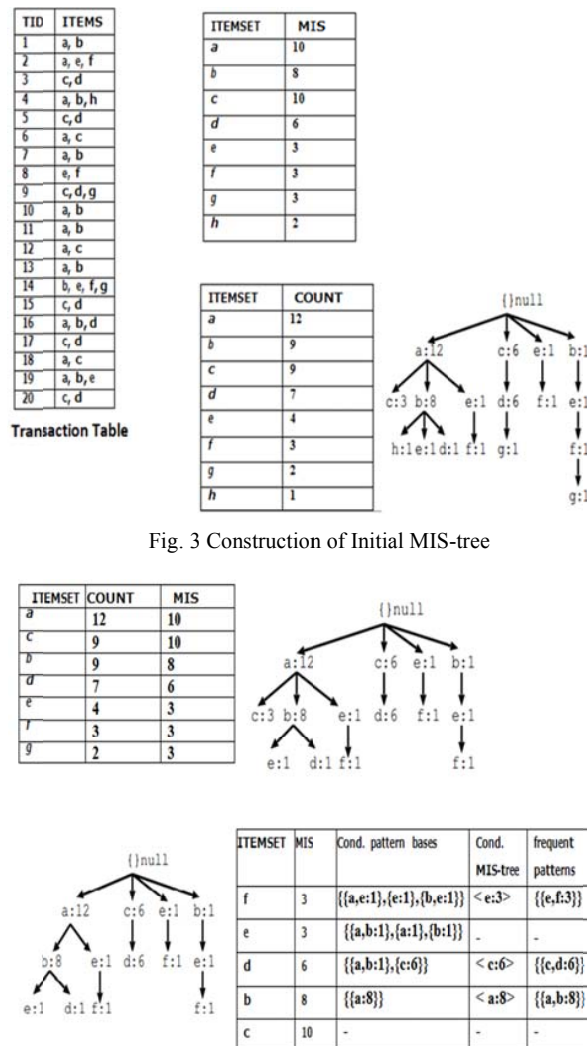 TID ITEMS
1 a, b
2 a, e, f
3 c,d
4 a, b,h
5 c,d
6 a, c
7 a, b
8 e, f
9 c,d,g
10 a, b
11 a, b
12 a, c
13 a, b
14 b, e, f,g
15 c, d
16 a, b,d
17 c, d
18 a, c
19 a, b,e
20 c, d
Transaction Table
ITEMSET MIS
a 10
b 8
c 10
d 6
e 3
f 3
g 3
h 2
ITEMSET COUNT
a 12
b 9
c 9
d 7
e 4
f 3
g 2
h 1
{}null
a:12 c:6 e:1 b:1
c:3 b:8 e:1 d:6 f:1 e:1
h:1 e:1 d:1 f:1 g:1 f:1
g:1
Fig. 3 Construction of Initial MIS-tree
ITEMSET COUNT MIS
a 12 10
c 9 10
b 9 8
d 7 6
e 4 3
f 3 3
g 2 3
{}null
a:12 c:6 e:1 b:1
c:3 b:8 e:1 d:6 f:1 e:1
e:1 d:1 f:1 f:1
{}null
a:12 c:6 e:1 b:1
b:8 e:1 d:6 f:1 e:1
e:1 d:1 f:1 f:1
ITEMSET MIS Cond. pattern bases Cond. MIS-tree frequent patterns
f 3 {{a,e:1},{e:1},{b,e:1}} <e:3> {{e,f:3}}
e 3 {{a,b:1},{a:1},{b:1}} - -
d 6 {{a,b:1},{c:6}} <c:6> {{c,d:6}}
b 8 {{a:8}} <a:8> {{a,b:8}}
c 10 - - -